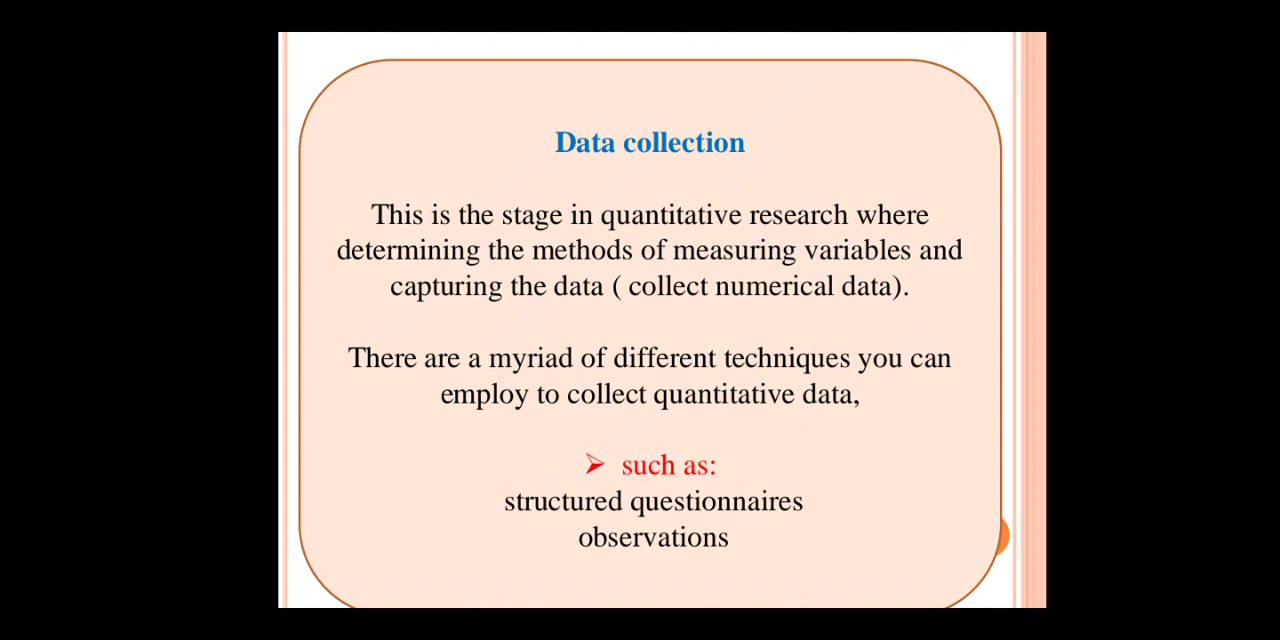 Data collection
This is the stage in quantitative research where
determining the methods of measuring variables and
capturing the data ( collect numerical data).
There are a myriad of different techniques you can
employ to collect quantitative data,
➢ such as:
structured questionnaires
observations